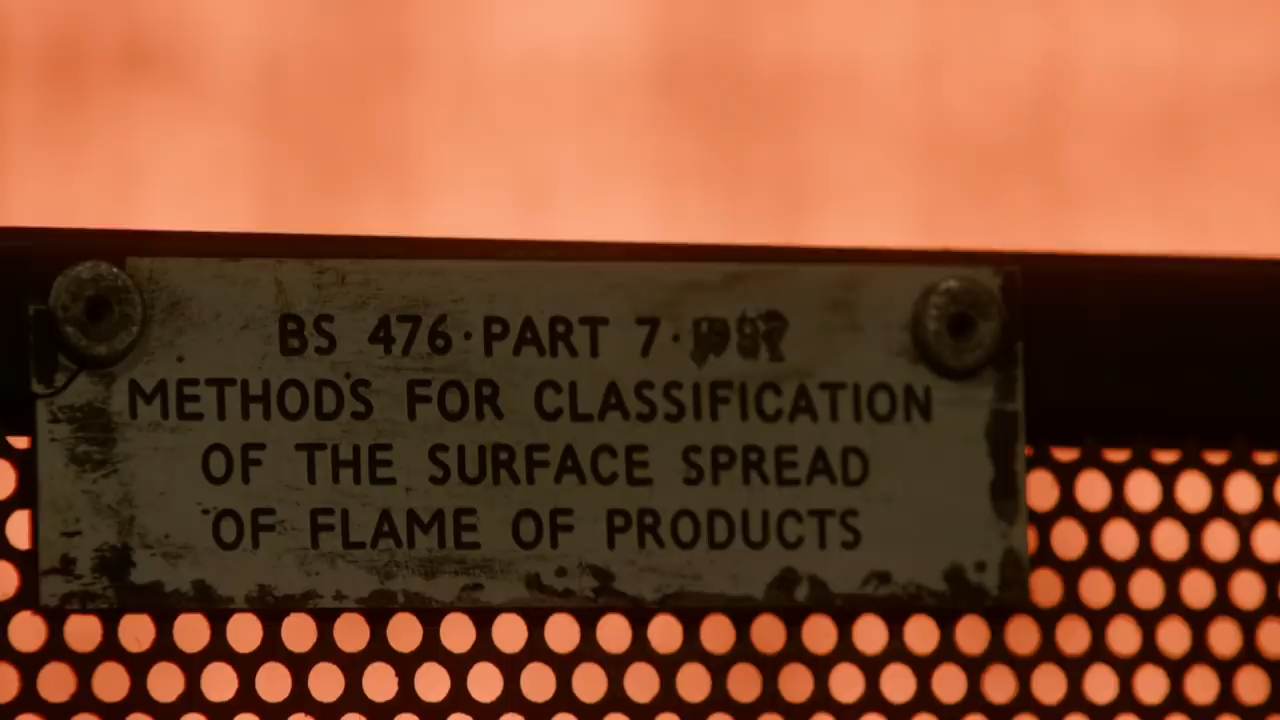 BS 476·PART 7·
METHODS FOR CLASSIFICATION
OF THE SURFACE SPREAD
OF FLAME OF PRODUCTS